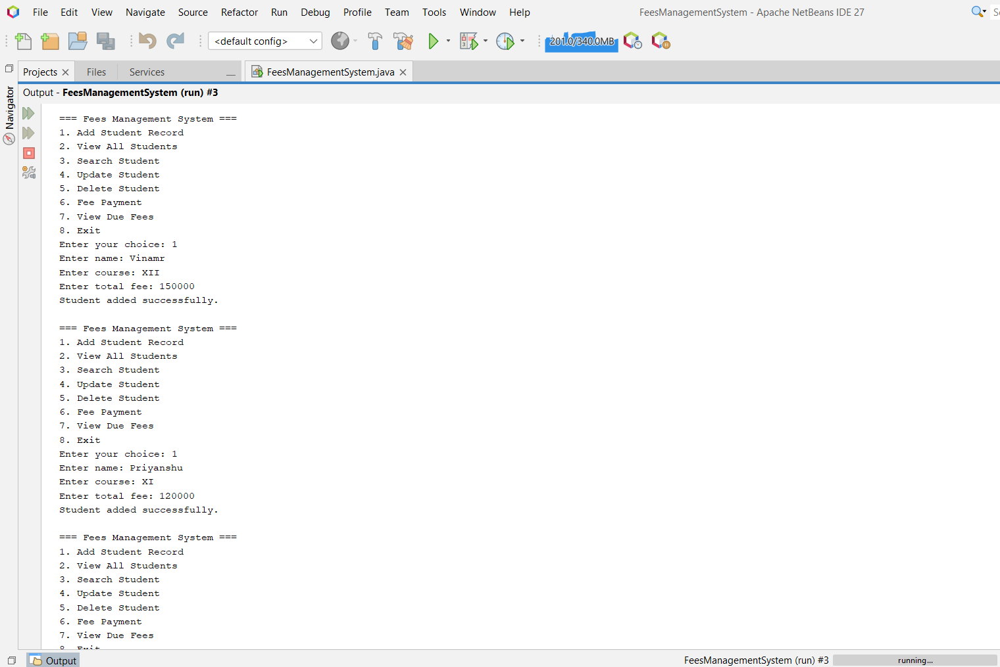 File Edit View Navigate Source Refactor Run Debug Profile Team Tools Window Help FeesManagementSystem - Apache NetBeans IDE 27
<default config> 201.0/340.0MB
Projects Files Services FeesManagementSystem.java
Navigator
Output - FeesManagementSystem (run) #3
=== Fees Management System ===
1. Add Student Record
2. View All Students
3. Search Student
4. Update Student
5. Delete Student
6. Fee Payment
7. View Due Fees
8. Exit
Enter your choice: 1
Enter name: Vinamr
Enter course: XII
Enter total fee: 150000
Student added successfully.
=== Fees Management System ===
1. Add Student Record
2. View All Students
3. Search Student
4. Update Student
5. Delete Student
6. Fee Payment
7. View Due Fees
8. Exit
Enter your choice: 1
Enter name: Priyanshu
Enter course: XI
Enter total fee: 120000
Student added successfully.
=== Fees Management System ===
1. Add Student Record
2. View All Students
3. Search Student
4. Update Student
5. Delete Student
6. Fee Payment
7. View Due Fees
8. Exit
Output FeesManagementSystem (run) #3 running...